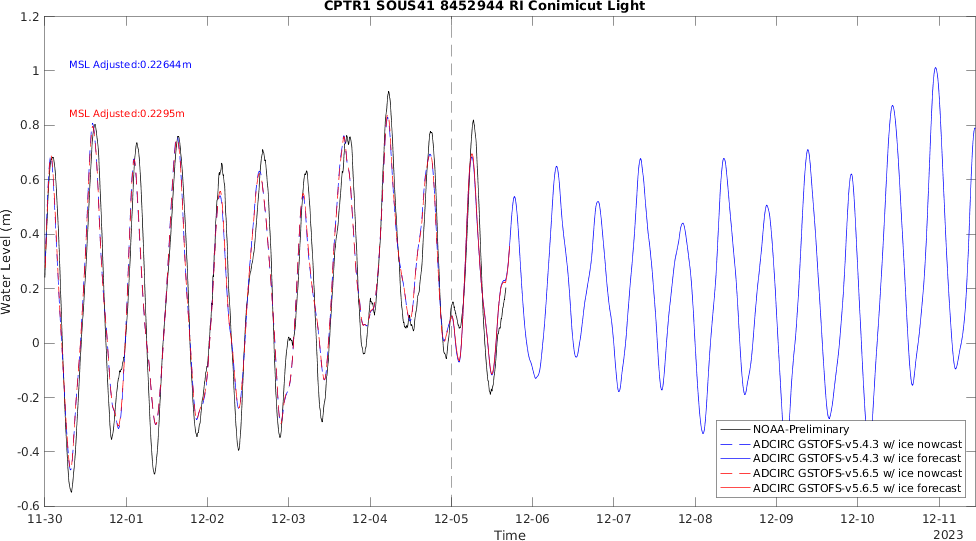 CPTR1 SOUS41 8452944 RI Conimicut Light
1.2
1
0.8
0.6
0.4
0.2
0
-0.2
-0.4
-0.6
Water Level (m)
MSL Adjusted:0.22644m
MSL Adjusted:0.2295m
NOAA-Preliminary
ADCIRC GSTOFS-v5.4.3 w/ ice nowcast
ADCIRC GSTOFS-v5.4.3 w/ ice forecast
ADCIRC GSTOFS-v5.6.5 w/ ice nowcast
ADCIRC GSTOFS-v5.6.5 w/ ice forecast
11-30 12-01 12-02 12-03 12-04 12-05 12-06 12-07 12-08 12-09 12-10 12-11
Time
2023